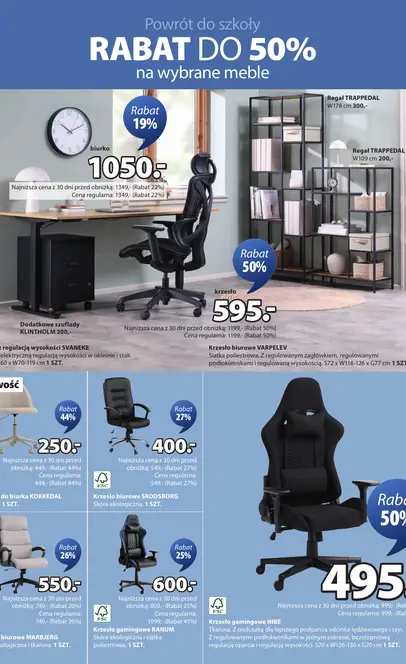 Powrót do szkoły
RABAT DO 50%
na wybrane meble
Regał TRAPPEDAL
W178 cm 300,-
Rabat
19%
biurko
1050.-
Najniższa cena z 30 dni przed obniżką: 1349,- (Rabat 22%)
Cena regularna: 1349,- (Rabat 22%)
Regał TRAPPEDAL
W109 cm 200,-
Rabat
50%
krzesło
595.-
Najniższa cena z 30 dni przed obniżką: 1199,- (Rabat 50%)
Cena regularna: 1199,- (Rabat 50%)
Dodatkowe szuflady
KLINTHOLM 300,-
z regulacją wysokości SVANEKE
elektryczną regulacją wysokości w okleinie i stali
60 x W70-119 cm 1 SZT.
Krzesło biurowe VARPELEV
Siatka poliestrowa. Z regulowanym zagłówkiem, regulowanymi
podłokietnikami i regulowaną wysokością. S72 x W116-126 x G77 cm 1 SZT.
WOŚĆ
Rabat
44%
250.-
Najniższa cena z 30 dni przed
obniżką: 449,- (Rabat 44%)
Cena regularna:
449,- (Rabat 44%)
do biurka KOKKEDAL
1 SZT.
Rabat
27%
400.-
Najniższa cena z 30 dni przed
obniżką: 549,- (Rabat 27%)
Cena regularna:
549,- (Rabat 27%)
FSC
Krzesło biurowe SKODSBORG
Skóra ekologiczna. 1 SZT.
Rabat
26%
550.-
Najniższa cena z 30 dni przed
obniżką: 749,- (Rabat 26%)
Cena regularna:
749,- (Rabat 26%)
biurowe MARBJERG
ekologiczna i tkanina. 1 SZT.
Rabat
25%
600.-
Najniższa cena z 30 dni przed
obniżką: 800,- (Rabat 25%)
Cena regularna:
1099,- (Rabat 45%)
FSC
Krzesło gamingowe RANUM
Skóra ekologiczna i siatka
poliestrowa. 1 SZT.
Rabat
50%
495.
Najniższa cena z 30 dni przed obniżką: 999,- (Rab
Cena regularna: 999,-
FSC
Krzesło gamingowe NIBE
Tkanina. Z poduszką dla lepszego podparcia odcinka lędźwiowego i szyi.
Z regulowanymi podłokietnikami w jednym zakresie, bezstopniową
regulacją oparcia i regulacją wysokości. S70 x W126-134 x G70 cm 1 SZT.